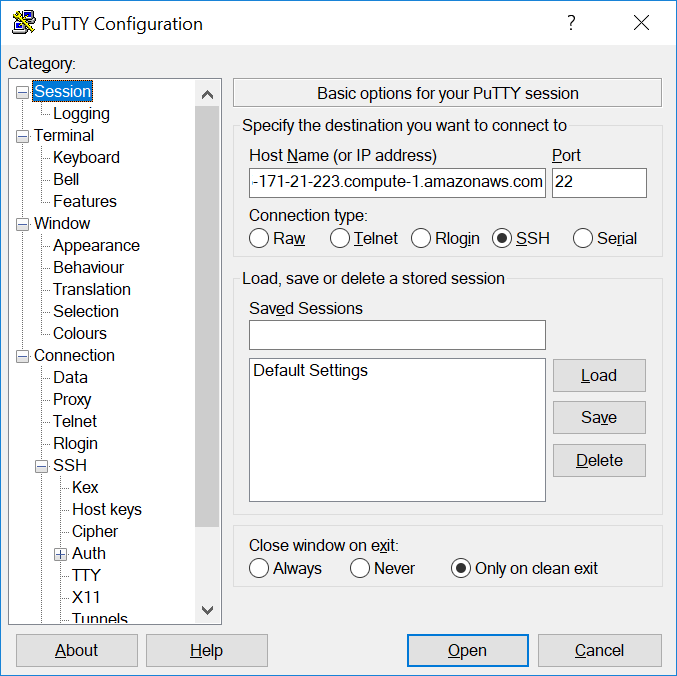 PuTTY Configuration
Category:
Session
Logging
Terminal
Keyboard
Bell
Features
Window
Appearance
Behaviour
Translation
Selection
Colours
Connection
Data
Proxy
Telnet
Rlogin
SSH
Kex
Host keys
Cipher
Auth
TTY
X11
Tunnels
Basic options for your PuTTY session
Specify the destination you want to connect to
Host Name (or IP address) Port
-171-21-223.compute-1.amazonaws.com 22
Connection type:
Raw Telnet Rlogin SSH Serial
Load, save or delete a stored session
Saved Sessions
Default Settings
Load
Save
Delete
Close window on exit:
Always Never Only on clean exit
About Help Open Cancel